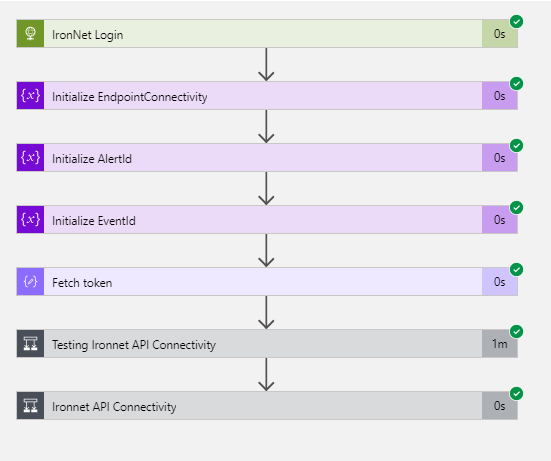 IronNet Login 0s
{x} Initialize EndpointConnectivity 0s
{x} Initialize AlertId 0s
{x} Initialize EventId 0s
Fetch token 0s
Testing Ironnet API Connectivity 1m
Ironnet API Connectivity 0s